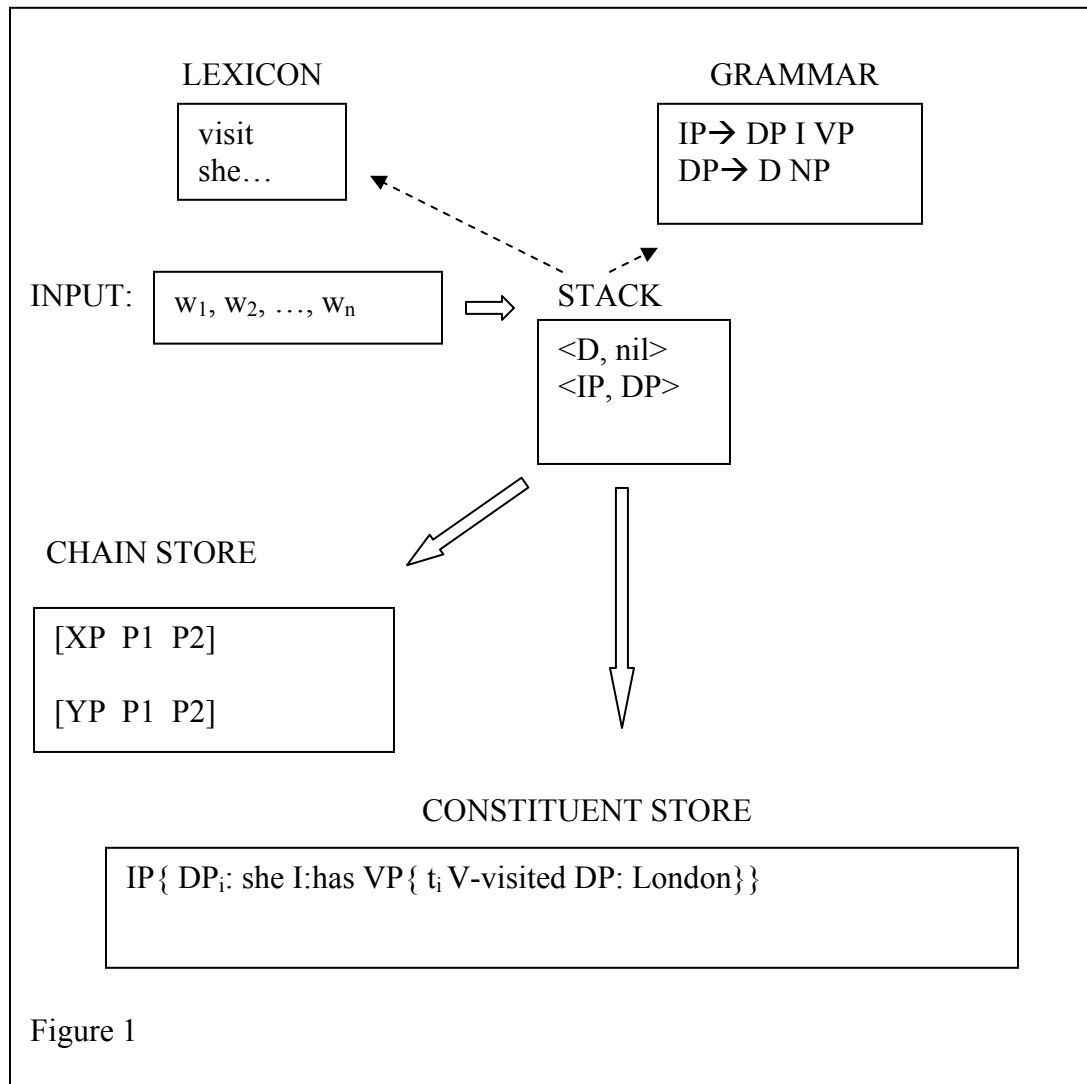 LEXICON
GRAMMAR
visit
she…
IP→ DP I VP
DP→ D NP
INPUT:
w₁, w₂, …, wₙ
STACK
<D, nil>
<IP, DP>
CHAIN STORE
[XP P1 P2]
[YP P1 P2]
CONSTITUENT STORE
IP{ DPᵢ: she I:has VP{ tᵢ V-visited DP: London}}
Figure 1